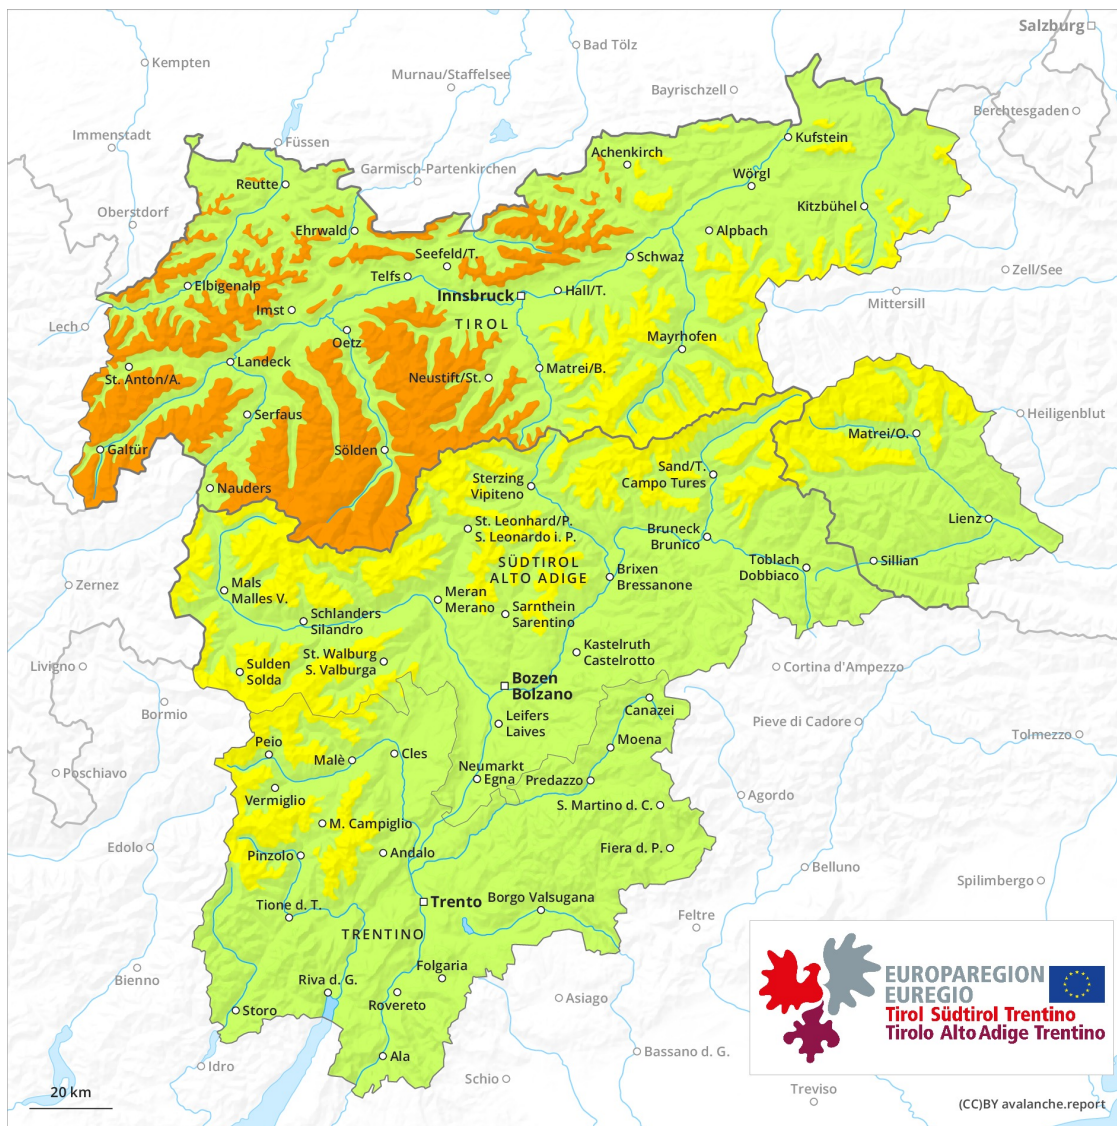 Salzburg
Bad Tölz
Kempten
Murnau/Staffelsee
Bayrischzell
Berchtesgaden
Immenstadt
Füssen
Kufstein
Achenkirch
Garmisch-Partenkirchen
Reutte
Wörgl
Oberstdorf
Kitzbühel
Ehrwald
Alpbach
Seefeld/T.
Schwaz
Telfs
Zell/See
Elbigenalp
Innsbruck
Hall/T.
Mittersill
Imst
TIROL
Lech
Oetz
Mayrhofen
Landeck
Matrei/B.
St. Anton/A.
Neustift/St.
Serfaus
Heiligenblut
Matrei/O.
Galtür
Sölden
Sand/T.
Campo Tures
Sterzing
Vipiteno
Nauders
Lienz
St. Leonhard/P.
S. Leonardo i. P.
Bruneck
Brunico
SÜDTIROL
ALTO ADIGE
Toblach
Dobbiaco
Sillian
Brixen
Bressanone
Zernez
Mals
Malles V.
Meran
Merano
Schlanders
Silandro
Sarnthein
Sarentino
Kastelruth
Castelrotto
St. Walburg
S. Valburga
Livigno
Sulden
Solda
Cortina d'Ampezzo
Bozen
Bolzano
Bormio
Canazei
Leifers
Laives
Pieve di Cadore
Tolmezzo
Moena
Peio
Cles
Malè
Poschiavo
Neumarkt
Egna
Predazzo
Vermiglio
Agordo
S. Martino d. C.
M. Campiglio
Edolo
Pinzolo
Andalo
Fiera d. P.
Belluno
Spilimbergo
Trento
Borgo Valsugana
Tione d. T.
Feltre
TRENTINO
Bienno
Folgaria
Riva d. G.
Rovereto
Asiago
Storo
EUROPAREGION
EUREGIO
Tirol Südtirol Trentino
Tirolo Alto Adige Trentino
Ala
Bassano d. G.
Idro
Schio
Treviso
20 km
(CC)BY avalanche.report